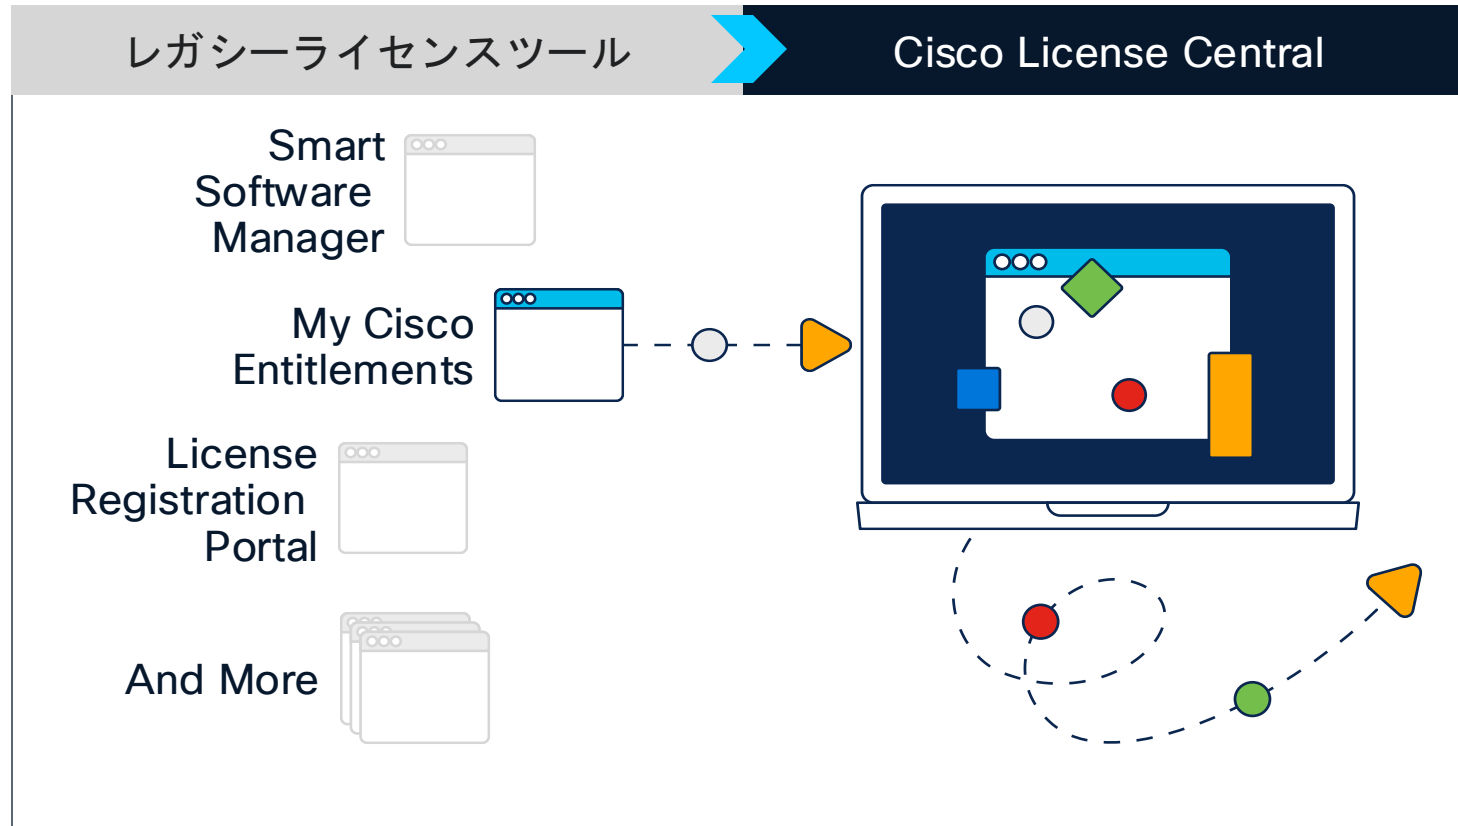 レガシーライセンスツール
Cisco License Central
Smart
Software
Manager
My Cisco
Entitlements
License
Registration
Portal
And More